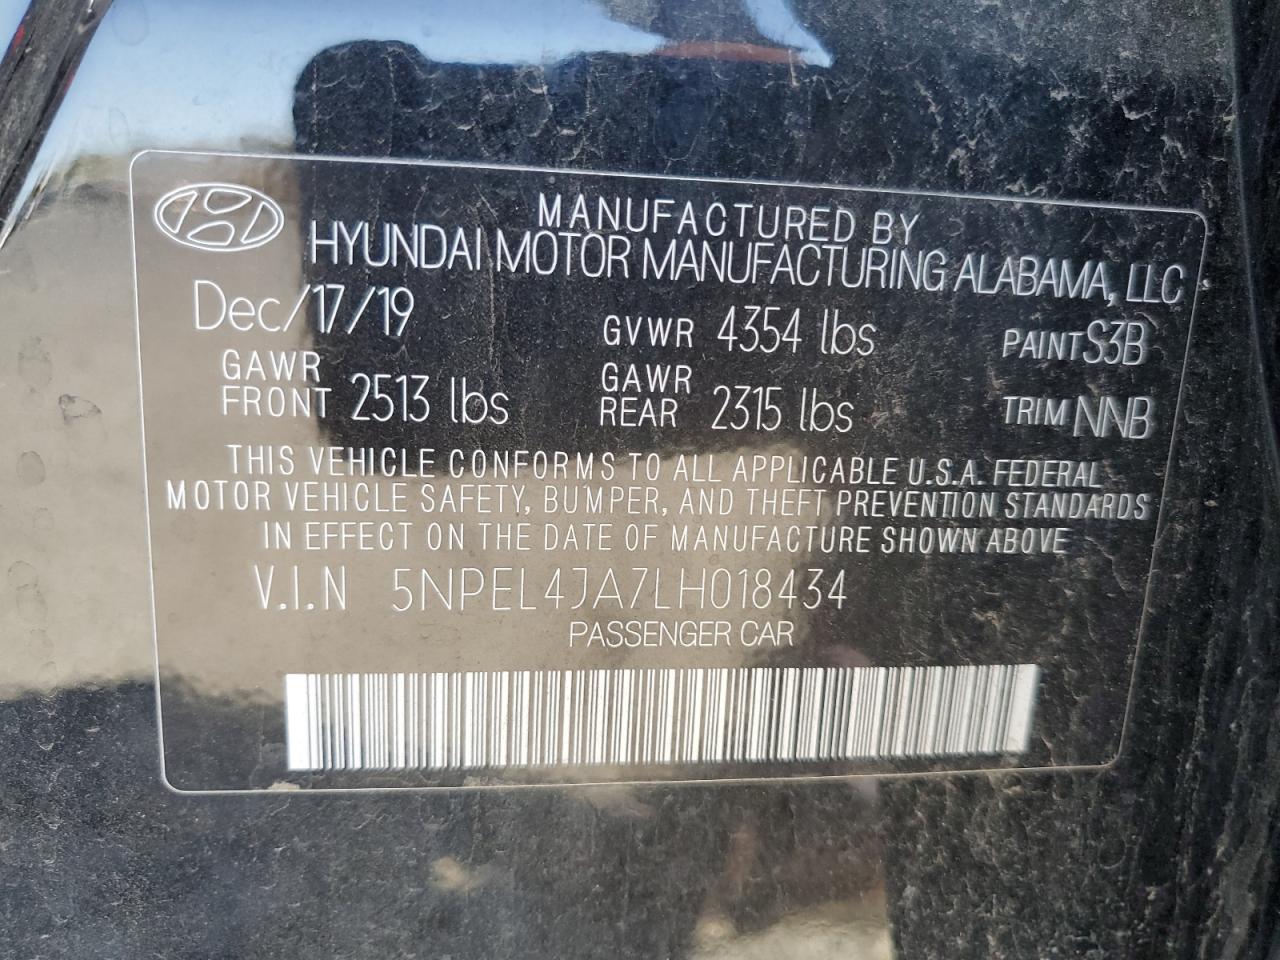 MANUFACTURED BY
HYUNDAI MOTOR MANUFACTURING ALABAMA, LLC
Dec/17/19 GVWR 4354 lbs PAINT S3B
GAWR FRONT 2513 lbs GAWR REAR 2315 lbs TRIM NNB
THIS VEHICLE CONFORMS TO ALL APPLICABLE U.S.A. FEDERAL
MOTOR VEHICLE SAFETY, BUMPER, AND THEFT PREVENTION STANDARDS
IN EFFECT ON THE DATE OF MANUFACTURE SHOWN ABOVE
V.I.N 5NPEL4JA7LH018434
PASSENGER CAR